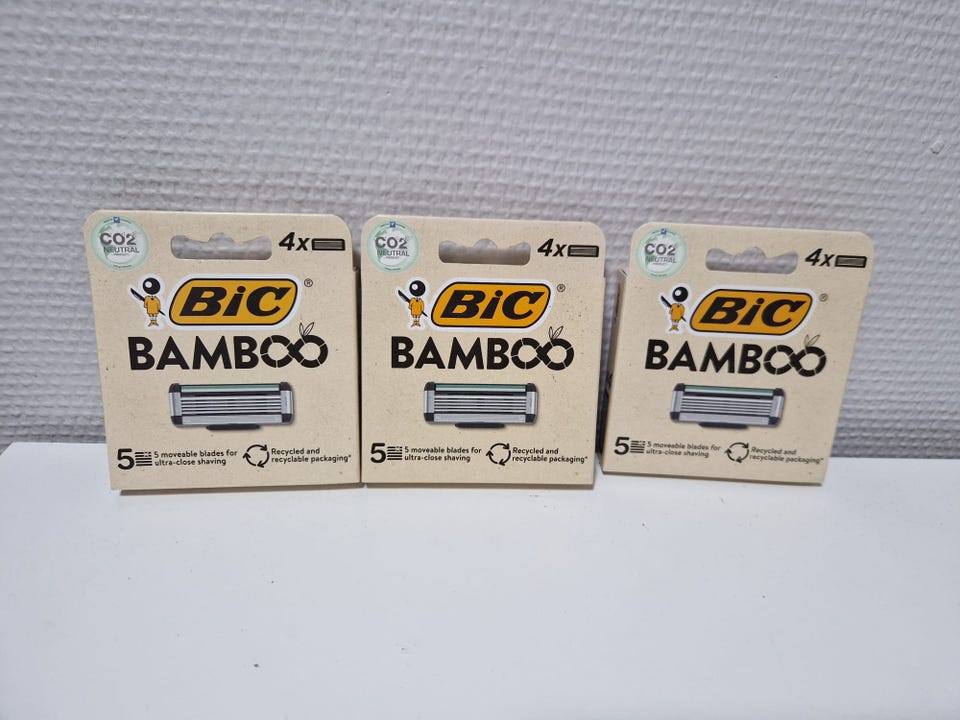 CO2
NEUTRAL
4x
BiC®
BAMBOO
5 5 moveable blades for
ultra-close shaving
Recycled and
recyclable packaging*
CO2
NEUTRAL
4x
BiC®
BAMBOO
5 5 moveable blades for
ultra-close shaving
Recycled and
recyclable packaging*
CO2
NEUTRAL
4x
BiC®
BAMBOO
5 5 moveable blades for
ultra-close shaving
Recycled and
recyclable packaging*